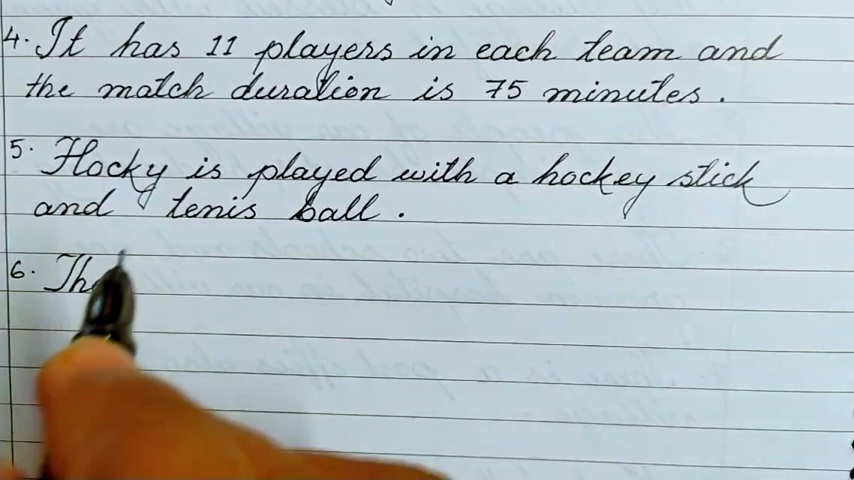 4. It has 11 players in each team and
the match duration is 75 minutes.
5. Hocky is played with a hockey stick
and tenis ball.
6. Th